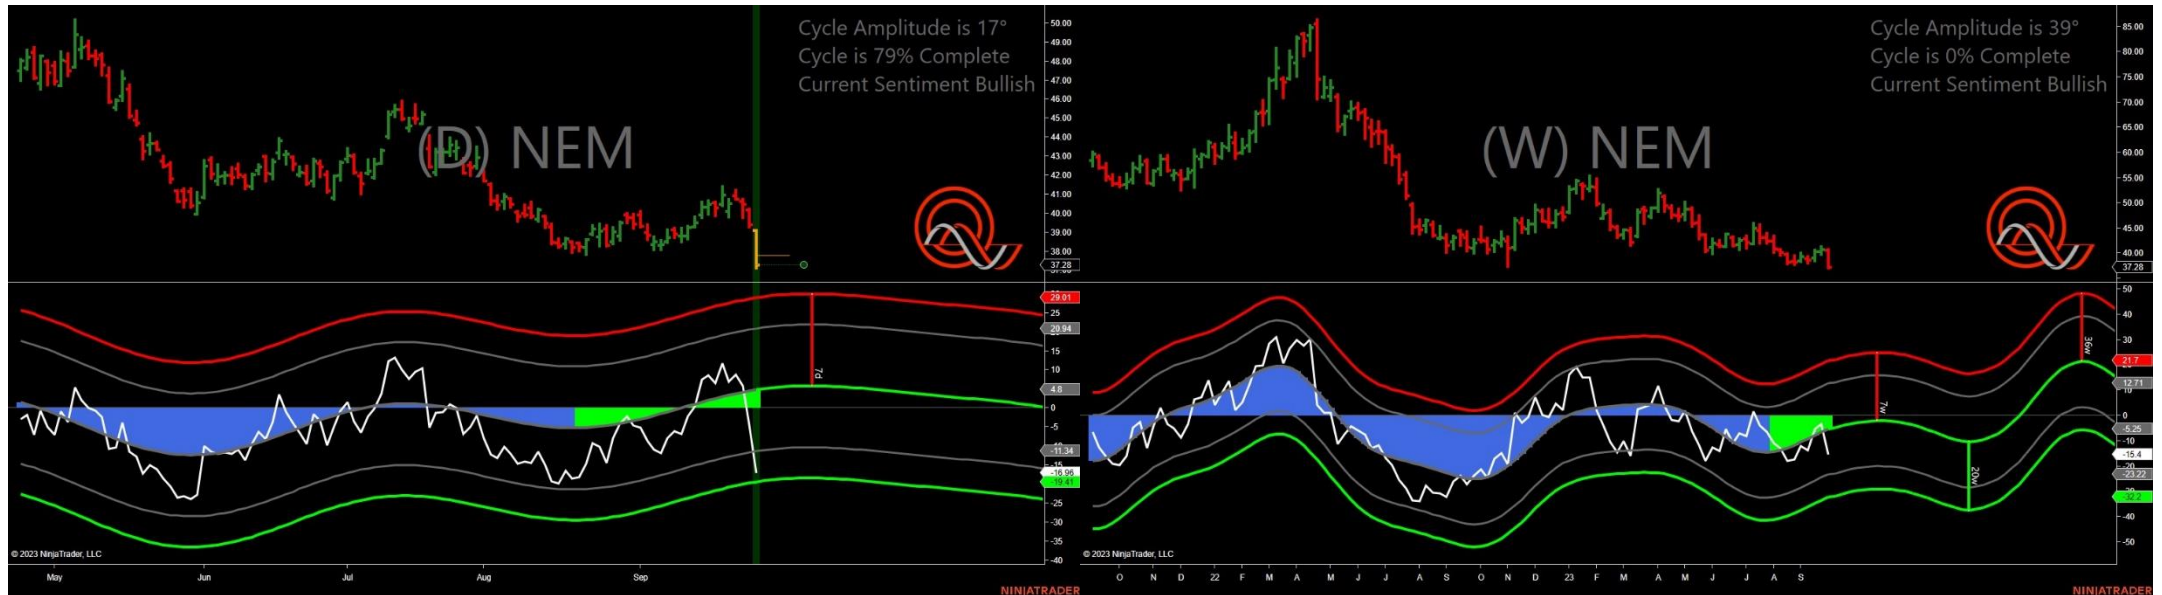 Cycle Amplitude is 17°
Cycle is 79% Complete
Current Sentiment Bullish
(D) NEM
50.00
49.00
48.00
46.00
45.00
44.00
43.00
42.00
41.00
40.00
39.00
38.00
37.28
29.01
25
20.94
15
10
4.8
0
-5
-11.34
-16.96
-19.41
-25
-30
-35
-40
7d
© 2023 NinjaTrader, LLC
May Jun Jul Aug Sep
NINJATRADER
Cycle Amplitude is 39°
Cycle is 0% Complete
Current Sentiment Bullish
(W) NEM
85.00
80.00
75.00
70.00
65.00
60.00
55.00
50.00
45.00
40.00
37.28
50
40
30
21.7
12.71
0
-5.25
-10
-15.4
-23.22
-32.2
-40
-50
7w
20w
36w
© 2023 NinjaTrader, LLC
O N D 22 F M A M J J A S O N D 23 F M A M J J A S
NINJATRADER